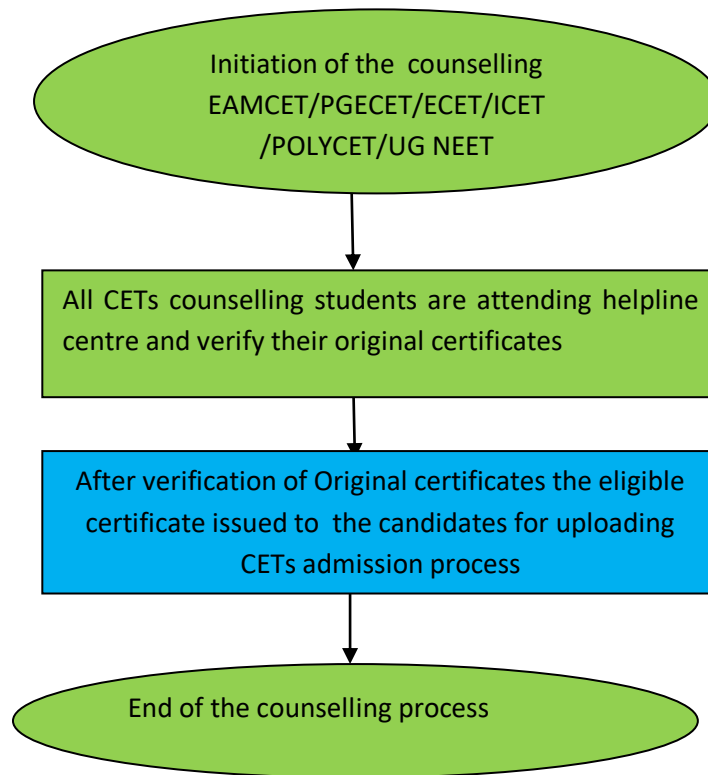 Initiation of the counselling
EAMCET/PGECET/ECET/ICET
/POLYCET/UG NEET
All CETs counselling students are attending helpline
centre and verify their original certificates
After verification of Original certificates the eligible
certificate issued to the candidates for uploading
CETs admission process
End of the counselling process